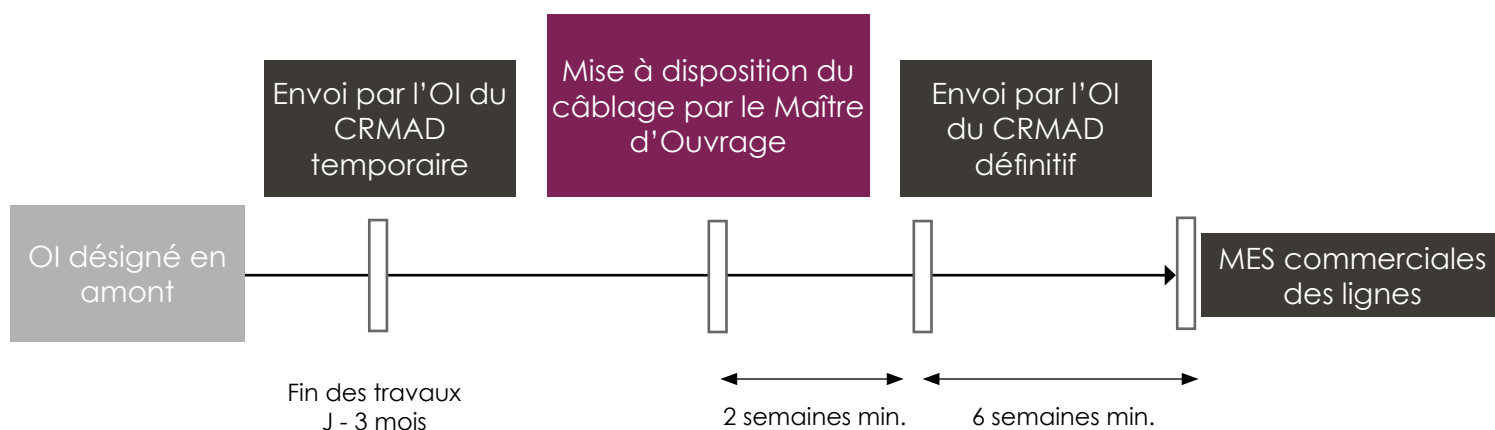 OI désigné en
amont
Envoi par l’OI du
CRMAD
temporaire
Mise à disposition du
câblage par le Maître
d’Ouvrage
Envoi par l’OI
du CRMAD
définitif
MES commerciales
des lignes
Fin des travaux
J - 3 mois
2 semaines min.
6 semaines min.